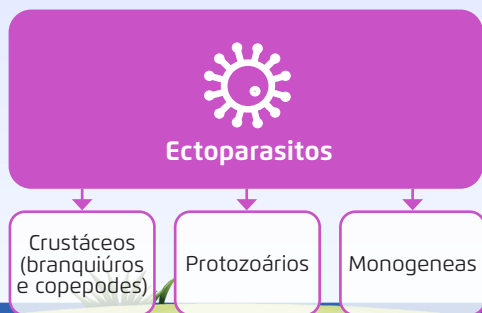 Ectoparasitos
Crustáceos
(branquiúros
e copepodes)
Protozoários
Monogeneas